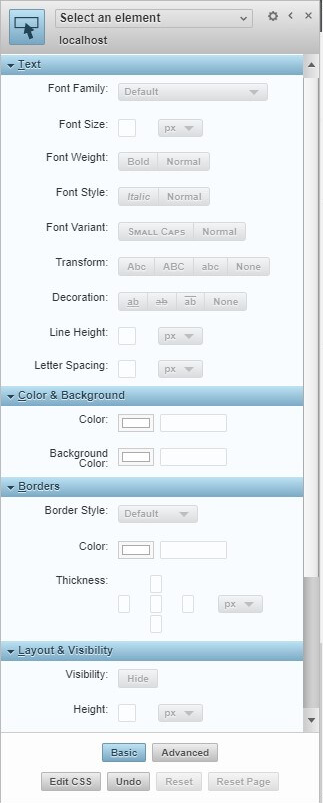 Select an element
localhost
Text
Font Family: Default
Font Size: px
Font Weight: Bold Normal
Font Style: Italic Normal
Font Variant: Small Caps Normal
Transform: Abc ABC abc None
Decoration: ab ab ab None
Line Height: px
Letter Spacing: px
Color & Background
Color:
Background
Color:
Borders
Border Style: Default
Color:
Thickness:
px
Layout & Visibility
Visibility: Hide
Height: px
Basic Advanced
Edit CSS Undo Reset Reset Page